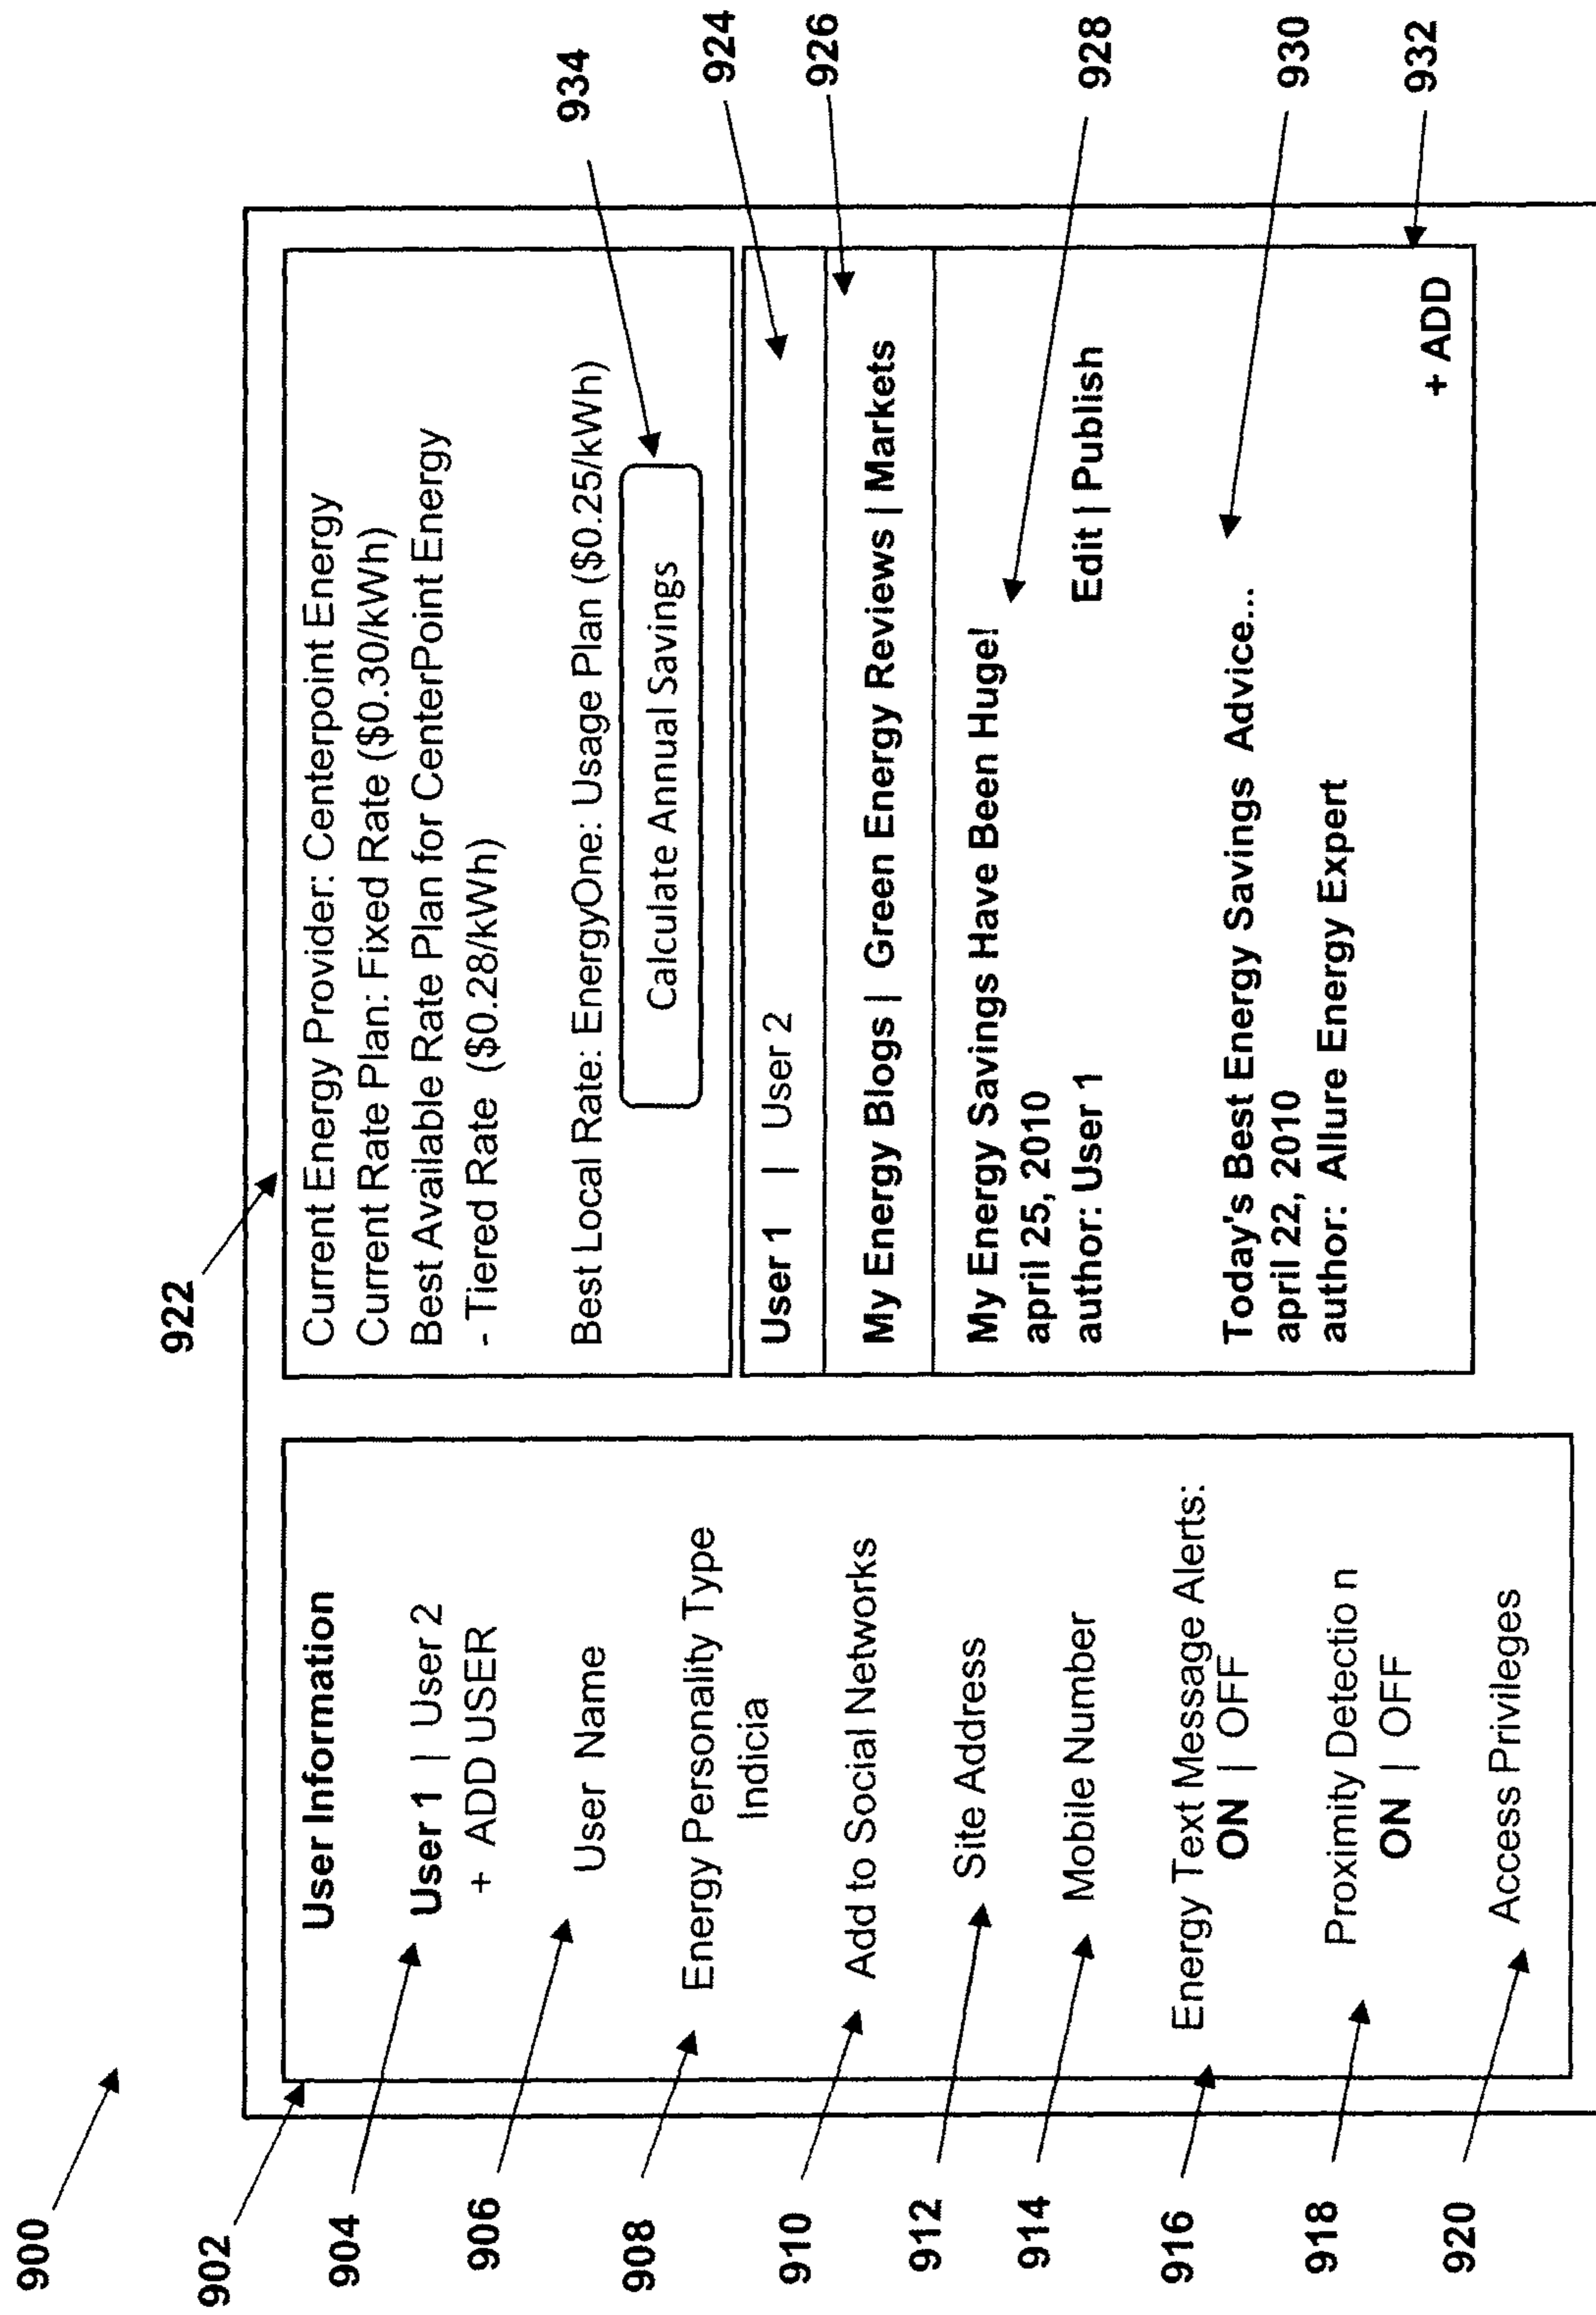 900
902
User Information
904
User 1 | User 2
+ ADD USER
906
User Name
908
Energy Personality Type
Indicia
910
Add to Social Networks
912
Site Address
914
Mobile Number
916
Energy Text Message Alerts:
ON | OFF
918
Proximity Detectio n
ON | OFF
920
Access Privileges
922
Current Energy Provider: Centerpoint Energy
Current Rate Plan: Fixed Rate ($0.30/kWh)
Best Available Rate Plan for CenterPoint Energy
- Tiered Rate ($0.28/kWh)
Best Local Rate: EnergyOne: Usage Plan ($0.25/kWh)
Calculate Annual Savings
934
User 1 | User 2
924
My Energy Blogs | Green Energy Reviews | Markets
926
My Energy Savings Have Been Huge!
april 25, 2010
author: User 1
Edit | Publish
928
Today's Best Energy Savings Advice...
april 22, 2010
author: Allure Energy Expert
930
+ ADD
932